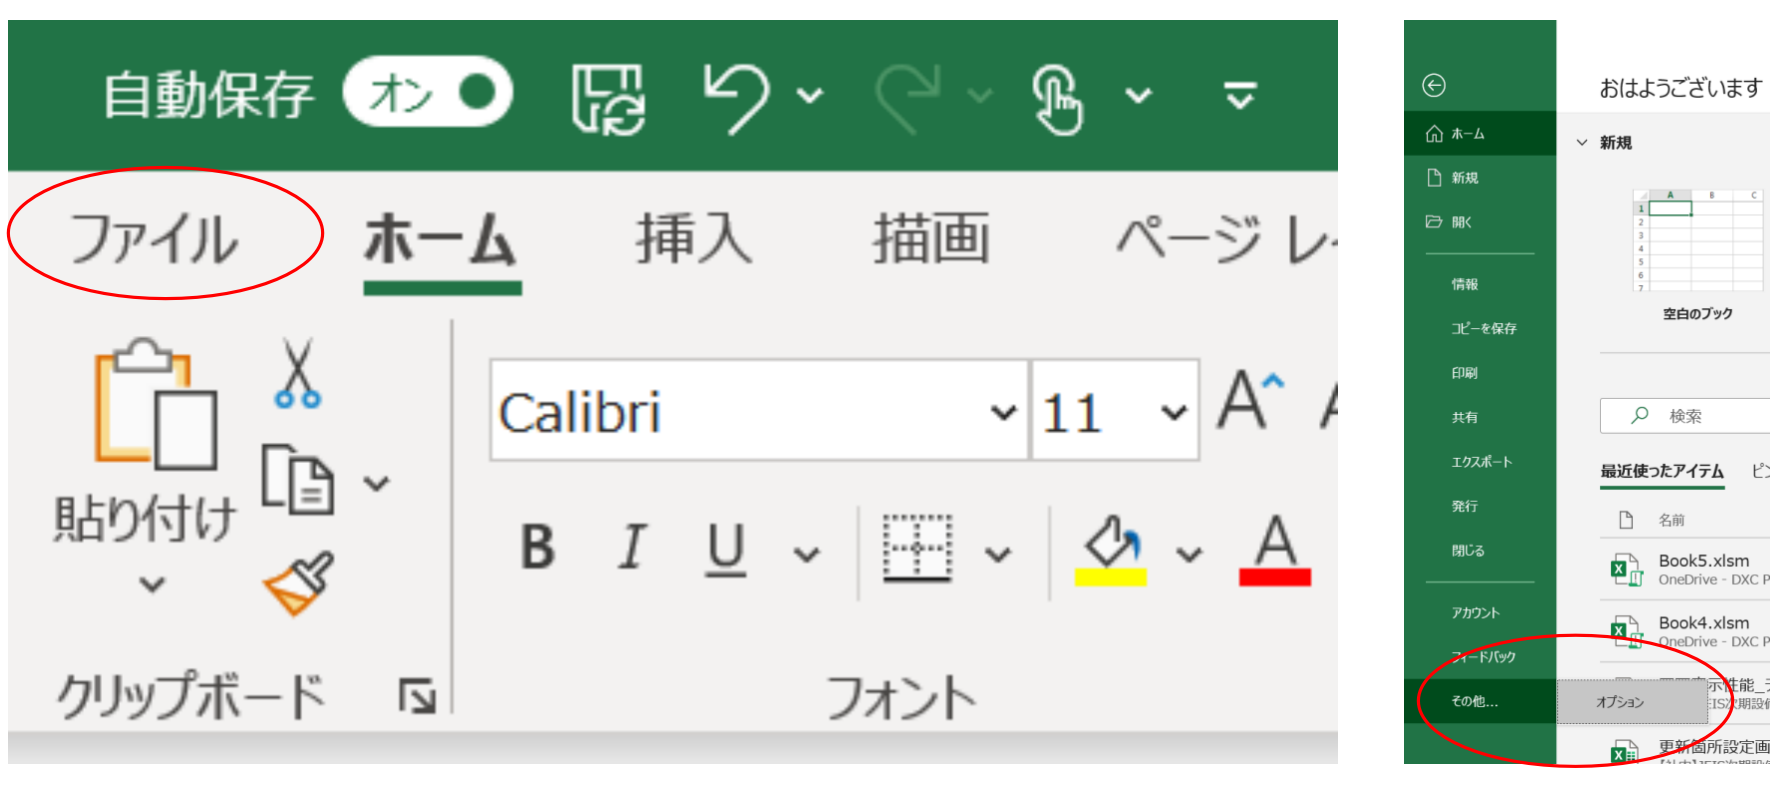 自動保存 オン
ファイル ホーム 挿入 描画 ページ レ
貼り付け
Calibri 11 A
B I U A
クリップボード フォント
おはようございます
ホーム
新規
開く
情報
コピーを保存
印刷
共有
エクスポート
発行
閉じる
アカウント
フィードバック
その他...
オプション
新規
A B C
1
2
3
4
5
6
7
空白のブック
検索
最近使ったアイテム ピン
名前
Book5.xlsm
OneDrive - DXC P
Book4.xlsm
OneDrive - DXC P
示性能_
EIS次期設
更新箇所設定画